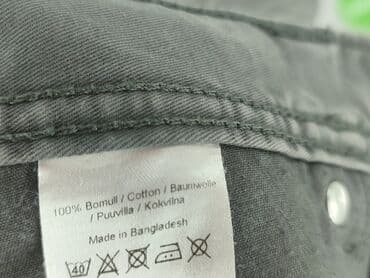 100% Bomull / Cotton / Baumwolle
/ Puuvilla / Kokvilna
Made in Bangladesh
40